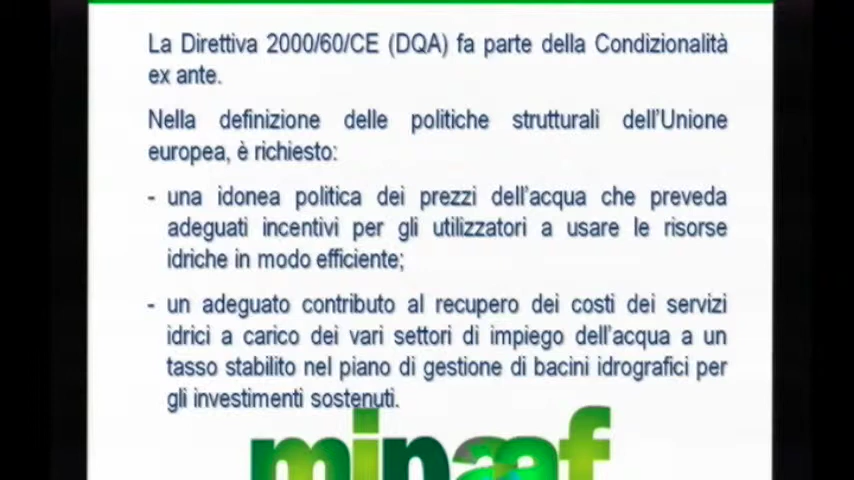 La Direttiva 2000/60/CE (DQA) fa parte della Condizionalità
ex ante.
Nella definizione delle politiche strutturali dell'Unione
europea, è richiesto:
- una idonea politica dei prezzi dell'acqua che preveda
adeguati incentivi per gli utilizzatori a usare le risorse
idriche in modo efficiente;
- un adeguato contributo al recupero dei costi dei servizi
idrici a carico dei vari settori di impiego dell'acqua a un
tasso stabilito nel piano di gestione di bacini idrografici per
gli investimenti sostenuti.
mipaaf